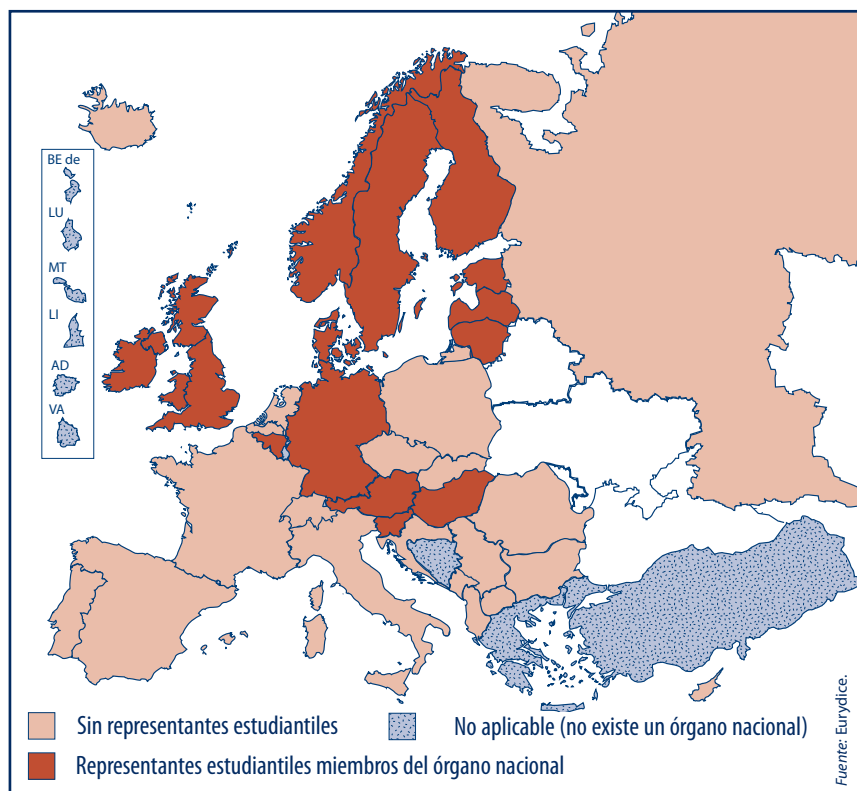 BE de
LU
MT
LI
AD
VA
Sin representantes estudiantiles
No aplicable (no existe un órgano nacional)
Representantes estudiantiles miembros del órgano nacional
Fuente: Eurydice.